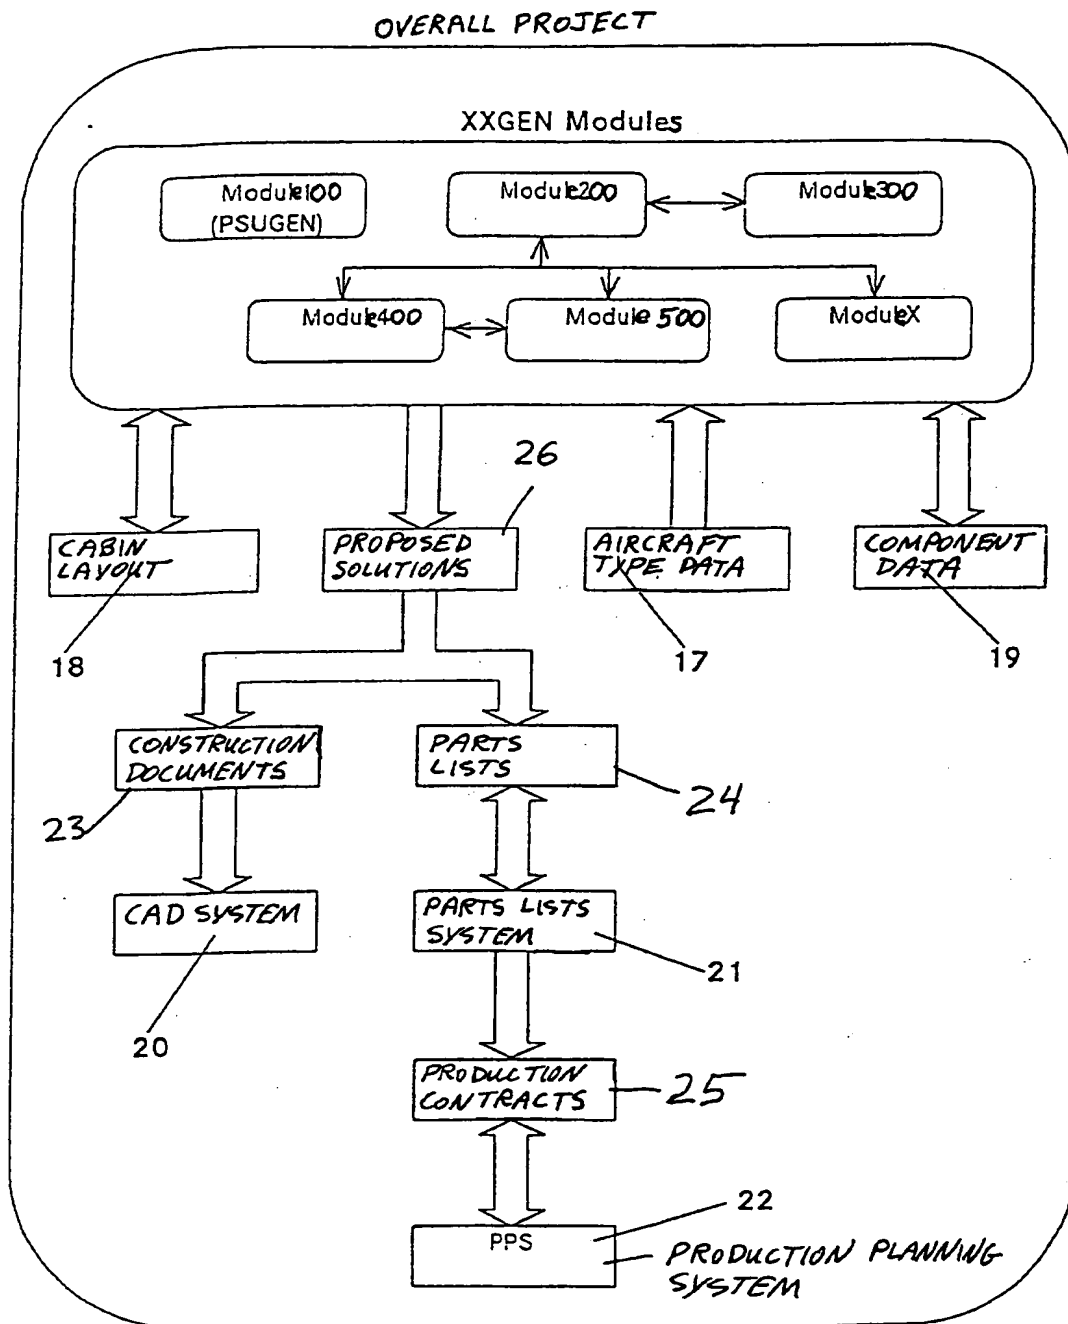 OVERALL PROJECT
XXGEN Modules
Module100
(PSUGEN)
Module200
Module300
Module400
Module 500
ModuleX
26
CABIN
LAYOUT
PROPOSED
SOLUTIONS
AIRCRAFT
TYPE DATA
COMPONENT
DATA
18
17
19
CONSTRUCTION
DOCUMENTS
PARTS
LISTS
23
24
CAD SYSTEM
PARTS LISTS
SYSTEM
21
20
PRODUCTION
CONTRACTS
25
22
PPS
PRODUCTION PLANNING
SYSTEM